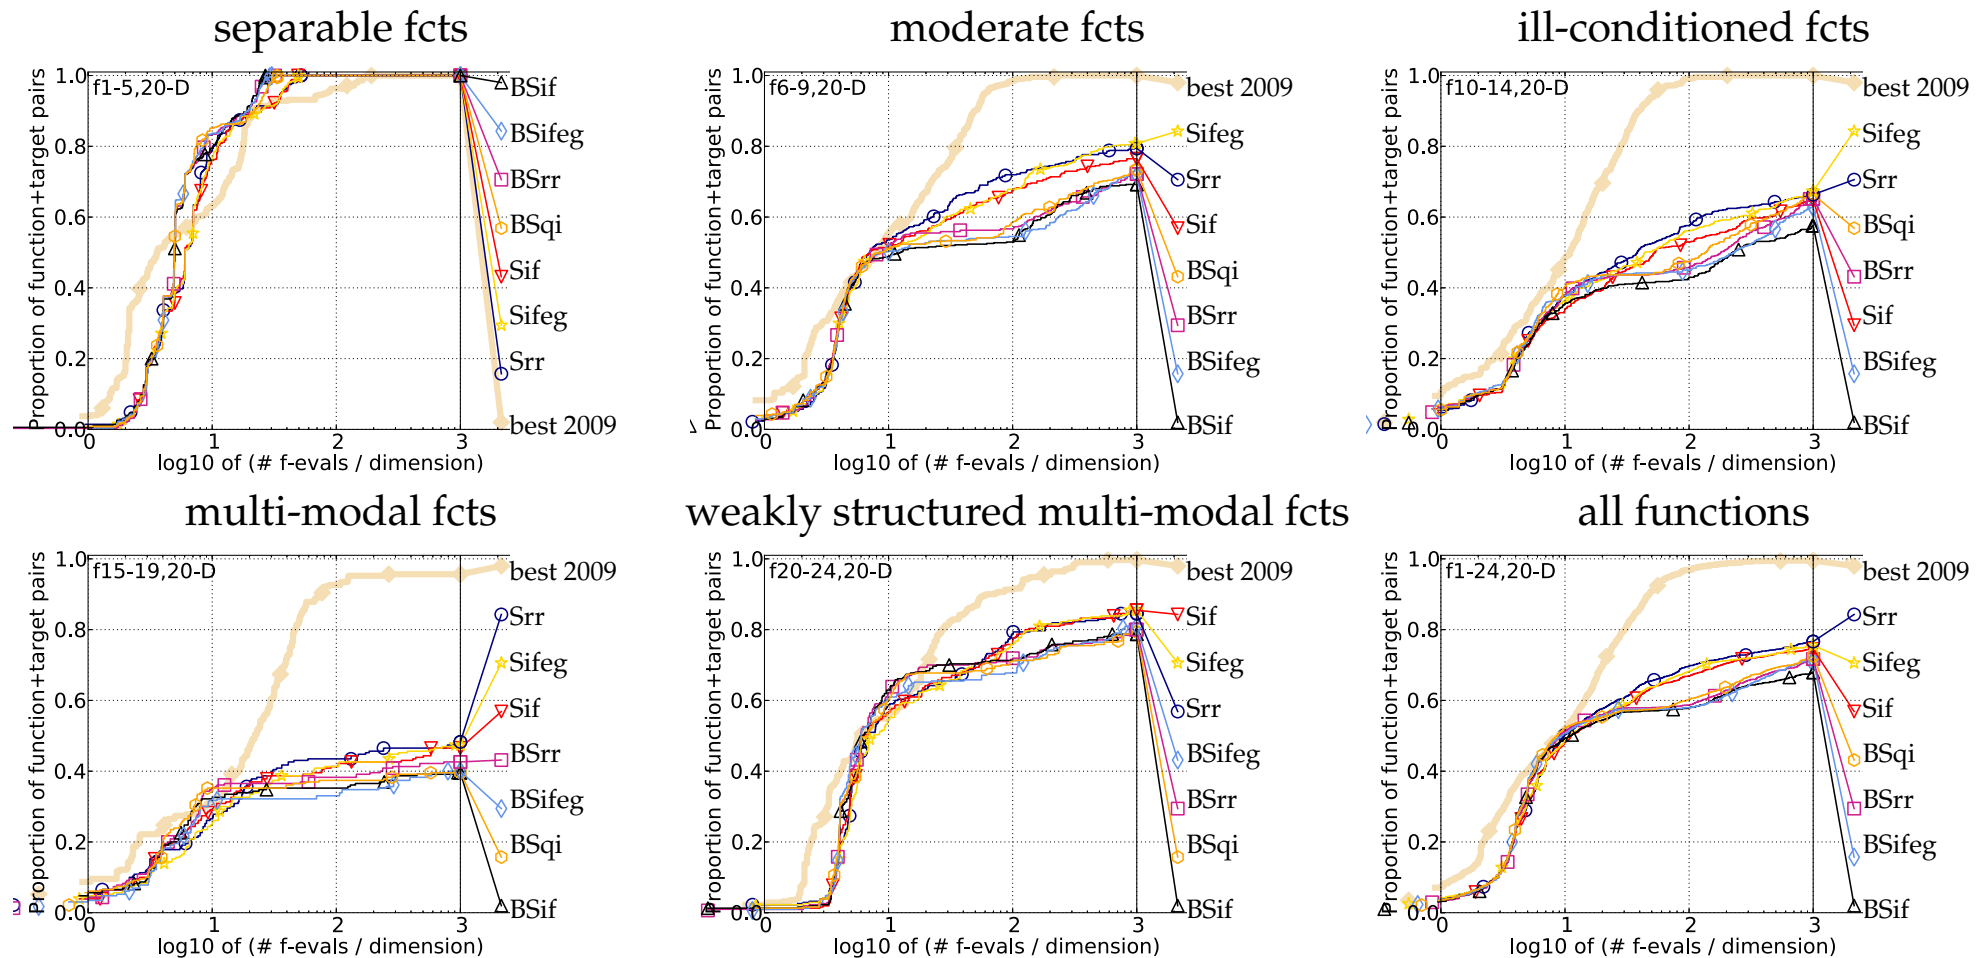 separable fcts
Proportion of function+target pairs
1.0
0.8
0.6
0.4
0.2
0.0
f1-5,20-D
0
1
2
3
log10 of (# f-evals / dimension)
BSif
BSifeg
BSrr
BSqi
Sif
Sifeg
Srr
best 2009
moderate fcts
Proportion of function+target pairs
1.0
0.8
0.6
0.4
0.2
0.0
f6-9,20-D
0
1
2
3
log10 of (# f-evals / dimension)
best 2009
Sifeg
Srr
Sif
BSqi
BSrr
BSifeg
BSif
ill-conditioned fcts
Proportion of function+target pairs
1.0
0.8
0.6
0.4
0.2
0.0
f10-14,20-D
0
1
2
3
log10 of (# f-evals / dimension)
best 2009
Sifeg
Srr
BSqi
BSrr
Sif
BSifeg
BSif
multi-modal fcts
Proportion of function+target pairs
1.0
0.8
0.6
0.4
0.2
0.0
f15-19,20-D
0
1
2
3
log10 of (# f-evals / dimension)
best 2009
Srr
Sifeg
Sif
BSrr
BSifeg
BSqi
BSif
weakly structured multi-modal fcts
Proportion of function+target pairs
1.0
0.8
0.6
0.4
0.2
0.0
f20-24,20-D
0
1
2
3
log10 of (# f-evals / dimension)
best 2009
Sif
Sifeg
Srr
BSifeg
BSrr
BSqi
BSif
all functions
Proportion of function+target pairs
1.0
0.8
0.6
0.4
0.2
0.0
f1-24,20-D
0
1
2
3
log10 of (# f-evals / dimension)
best 2009
Srr
Sifeg
Sif
BSqi
BSrr
BSifeg
BSif